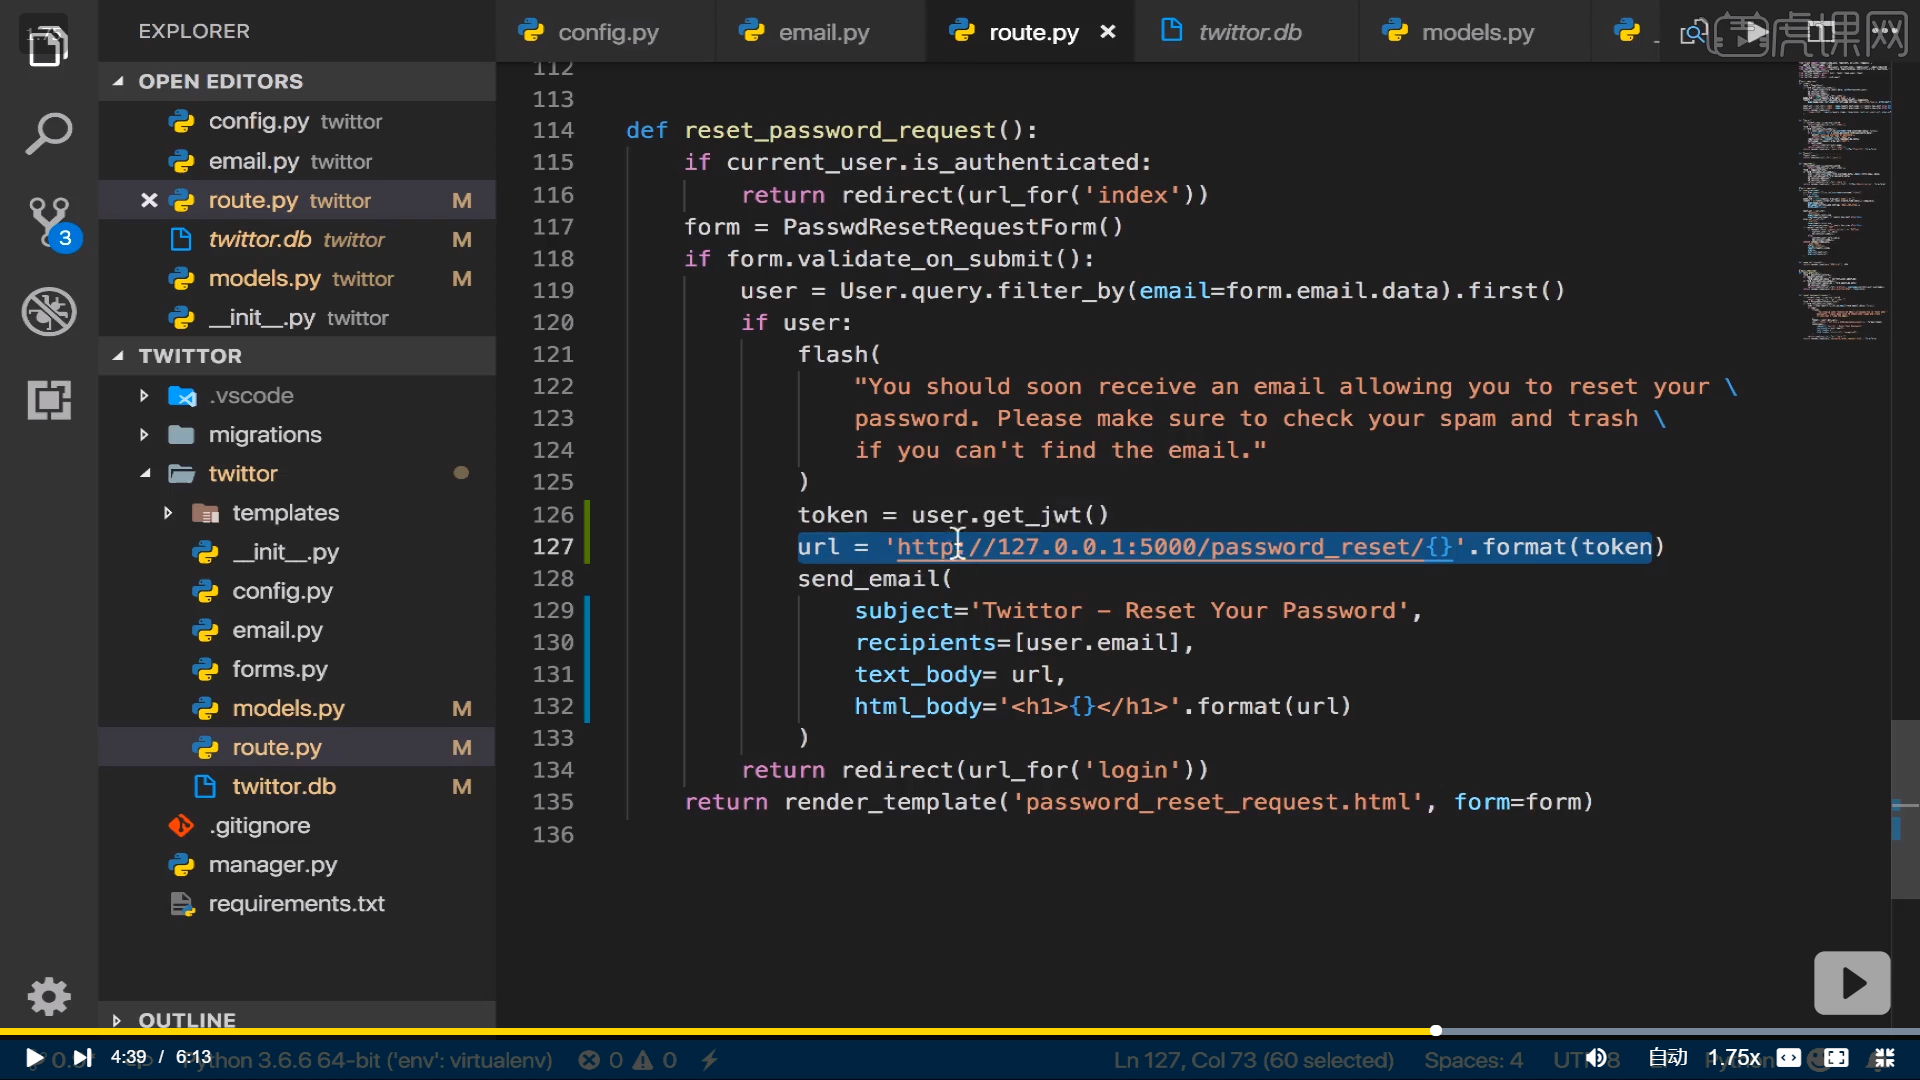 EXPLORER
OPEN EDITORS
config.py twittor
email.py twittor
route.py twittor M
twittor.db twittor M
models.py twittor M
__init__.py twittor
TWITTOR
.vscode
migrations
twittor
templates
__init__.py
config.py
email.py
forms.py
models.py M
route.py M
twittor.db M
.gitignore
manager.py
requirements.txt
OUTLINE
3
config.py email.py route.py twittor.db models.py
虎课网
112
113
114 def reset_password_request():
115 if current_user.is_authenticated:
116 return redirect(url_for('index'))
117 form = PasswdResetRequestForm()
118 if form.validate_on_submit():
119 user = User.query.filter_by(email=form.email.data).first()
120 if user:
121 flash(
122 "You should soon receive an email allowing you to reset your \
123 password. Please make sure to check your spam and trash \
124 if you can't find the email."
125 )
126 token = user.get_jwt()
127 url = 'http://127.0.0.1:5000/password_reset/{}'.format(token)
128 send_email(
129 subject='Twittor - Reset Your Password',
130 recipients=[user.email],
131 text_body= url,
132 html_body='<h1>{}</h1>'.format(url)
133 )
134 return redirect(url_for('login'))
135 return render_template('password_reset_request.html', form=form)
136
4:39 / 6:13
Python 3.6.6 64-bit ('env': virtualenv) 0 0
Ln 127, Col 73 (60 selected) Spaces: 4
自动 1.75x